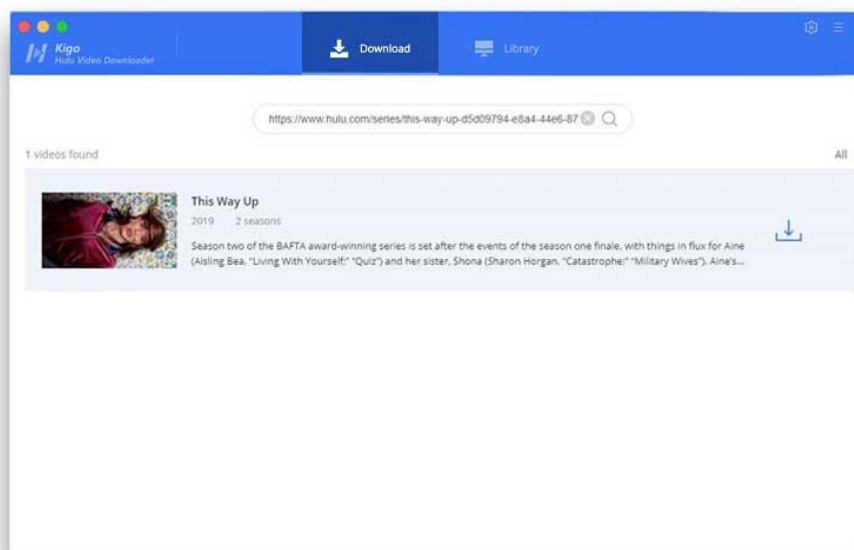 Kigo
Hulu Video Downloader
Download
Library
https://www.hulu.com/series/this-way-up-d5d09794-e8a4-44e6-87
1 videos found
All
This Way Up
2019 2 seasons
Season two of the BAFTA award-winning series is set after the events of the season one finale, with things in flux for Aine
(Aisling Bea, "Living With Yourself;" "Quiz") and her sister, Shona (Sharon Horgan, "Catastrophe;" "Military Wives"). Aine's...